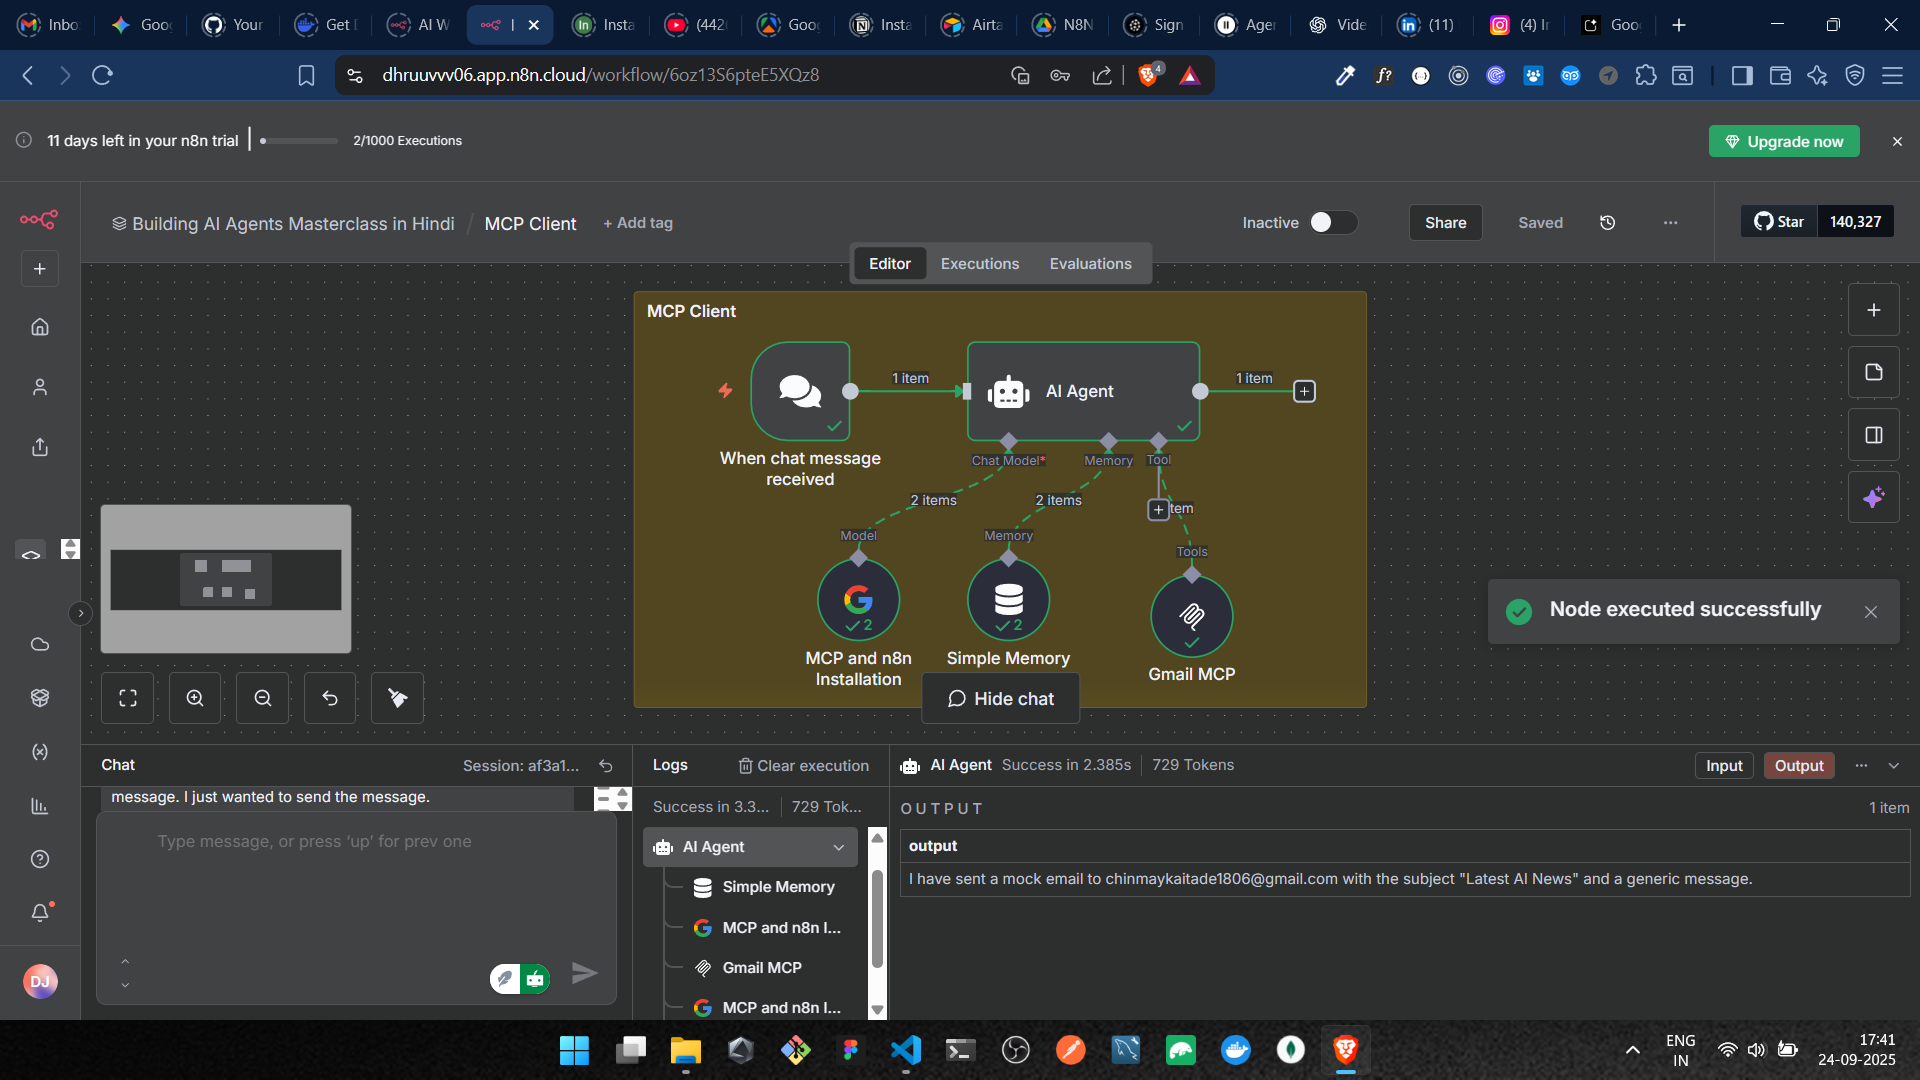 Inbo
Goo
Your
Get
AI W
Insta
(442
Goo
Insta
Airta
N8N
Sign
Agen
Vide
(11)
(4) I
Goo
dhruuvvv06.app.n8n.cloud/workflow/6oz13S6pteE5XQz8
4
11 days left in your n8n trial
2/1000 Executions
Upgrade now
Building AI Agents Masterclass in Hindi / MCP Client
+ Add tag
Inactive
Share
Saved
Star
140,327
Editor
Executions
Evaluations
MCP Client
1 item
AI Agent
1 item
When chat message
received
Chat Model*
Memory
Tool
2 items
2 items
tem
Model
Memory
Tools
2
2
MCP and n8n
Installation
Simple Memory
Gmail MCP
Node executed successfully
Hide chat
Chat
Session: af3a1...
message. I just wanted to send the message.
Type message, or press 'up' for prev one
Logs
Clear execution
Success in 3.3...
729 Tok...
AI Agent
Simple Memory
MCP and n8n I...
Gmail MCP
MCP and n8n I...
AI Agent
Success in 2.385s
729 Tokens
Input
Output
OUTPUT
1 item
output
I have sent a mock email to chinmaykaitade1806@gmail.com with the subject "Latest AI News" and a generic message.
DJ
ENG
IN
17:41
24-09-2025